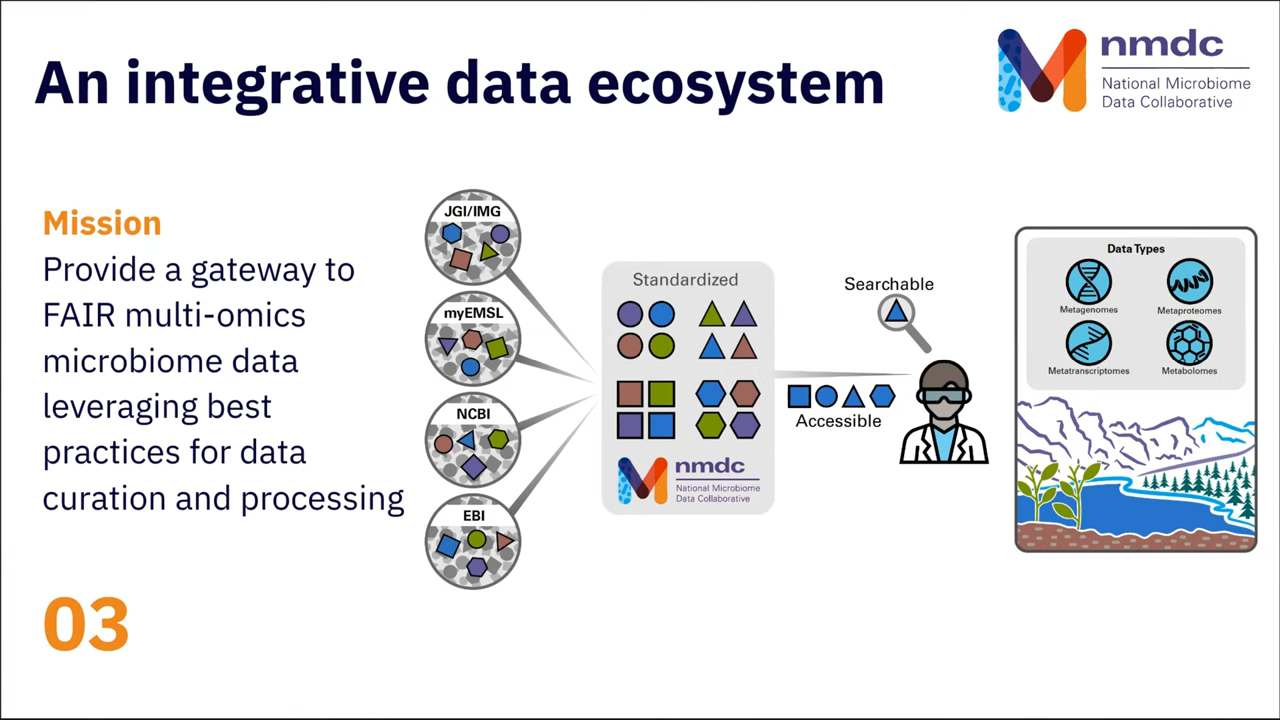 An integrative data ecosystem
nmdc
National Microbiome
Data Collaborative
Mission
Provide a gateway to
FAIR multi-omics
microbiome data
leveraging best
practices for data
curation and processing
03
JGI/IMG
myEMSL
NCBI
EBI
Standardized
nmdc
National Microbiome
Data Collaborative
Searchable
Accessible
Data Types
Metagenomes
Metaproteomes
Metatranscriptomes
Metabolomes